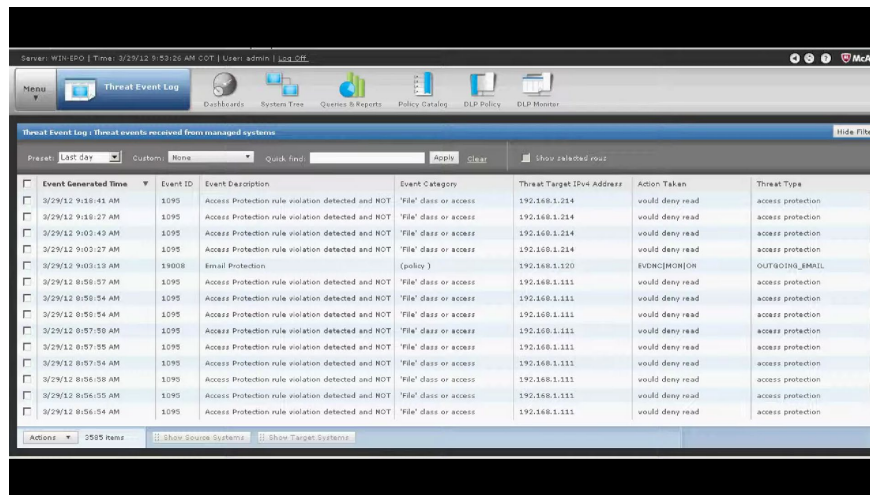 Server: WIN-EPO | Time: 3/29/12 9:53:26 AM COT | User: admin | Log Off
McA
Menu
Threat Event Log
Dashboards System Tree Queries & Reports Policy Catalog DLP Policy DLP Monitor
Threat Event Log : Threat events received from managed systems
Hide Filte
Preset: Last day Custom: None Quick find: Apply Clear Show selected rows
Event Generated Time Event ID Event Description Event Category Threat Target IPv4 Address Action Taken Threat Type
3/29/12 9:18:41 AM 1095 Access Protection rule violation detected and NOT 'File' class or access 192.168.1.214 would deny read access protection
3/29/12 9:18:27 AM 1095 Access Protection rule violation detected and NOT 'File' class or access 192.168.1.214 would deny read access protection
3/29/12 9:03:43 AM 1095 Access Protection rule violation detected and NOT 'File' class or access 192.168.1.214 would deny read access protection
3/29/12 9:03:27 AM 1095 Access Protection rule violation detected and NOT 'File' class or access 192.168.1.214 would deny read access protection
3/29/12 9:03:13 AM 19008 Email Protection (policy ) 192.168.1.120 EVDNC|MON|ON OUTGOING_EMAIL
3/29/12 8:58:57 AM 1095 Access Protection rule violation detected and NOT 'File' class or access 192.168.1.111 would deny read access protection
3/29/12 8:58:54 AM 1095 Access Protection rule violation detected and NOT 'File' class or access 192.168.1.111 would deny read access protection
3/29/12 8:58:54 AM 1095 Access Protection rule violation detected and NOT 'File' class or access 192.168.1.111 would deny read access protection
3/29/12 8:57:58 AM 1095 Access Protection rule violation detected and NOT 'File' class or access 192.168.1.111 would deny read access protection
3/29/12 8:57:55 AM 1095 Access Protection rule violation detected and NOT 'File' class or access 192.168.1.111 would deny read access protection
3/29/12 8:57:54 AM 1095 Access Protection rule violation detected and NOT 'File' class or access 192.168.1.111 would deny read access protection
3/29/12 8:56:58 AM 1095 Access Protection rule violation detected and NOT 'File' class or access 192.168.1.111 would deny read access protection
3/29/12 8:56:55 AM 1095 Access Protection rule violation detected and NOT 'File' class or access 192.168.1.111 would deny read access protection
3/29/12 8:56:54 AM 1095 Access Protection rule violation detected and NOT 'File' class or access 192.168.1.111 would deny read access protection
Actions 3585 items Show Source Systems Show Target Systems